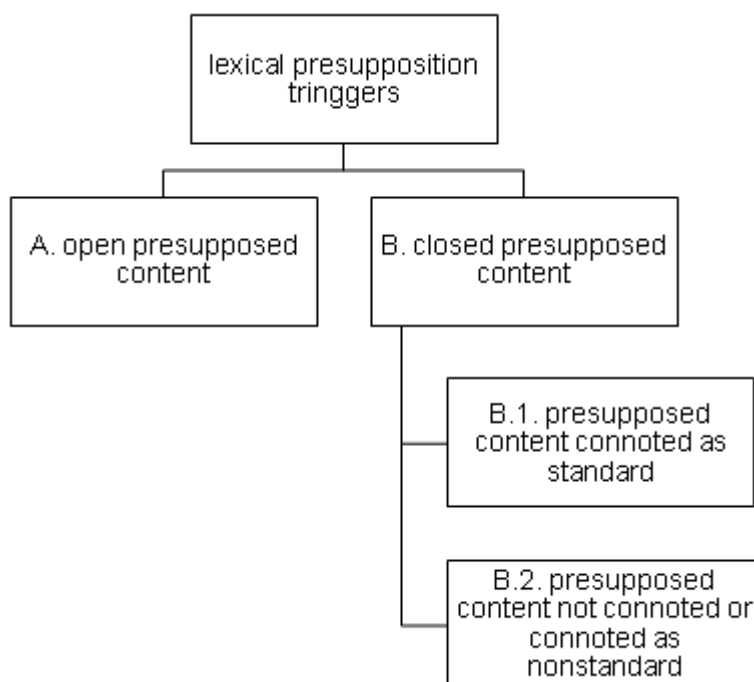 lexical presupposition
tringgers
A. open presupposed
content
B. closed presupposed
content
B.1. presupposed
content connoted as
standard
B.2. presupposed
content not connoted or
connoted as
nonstandard